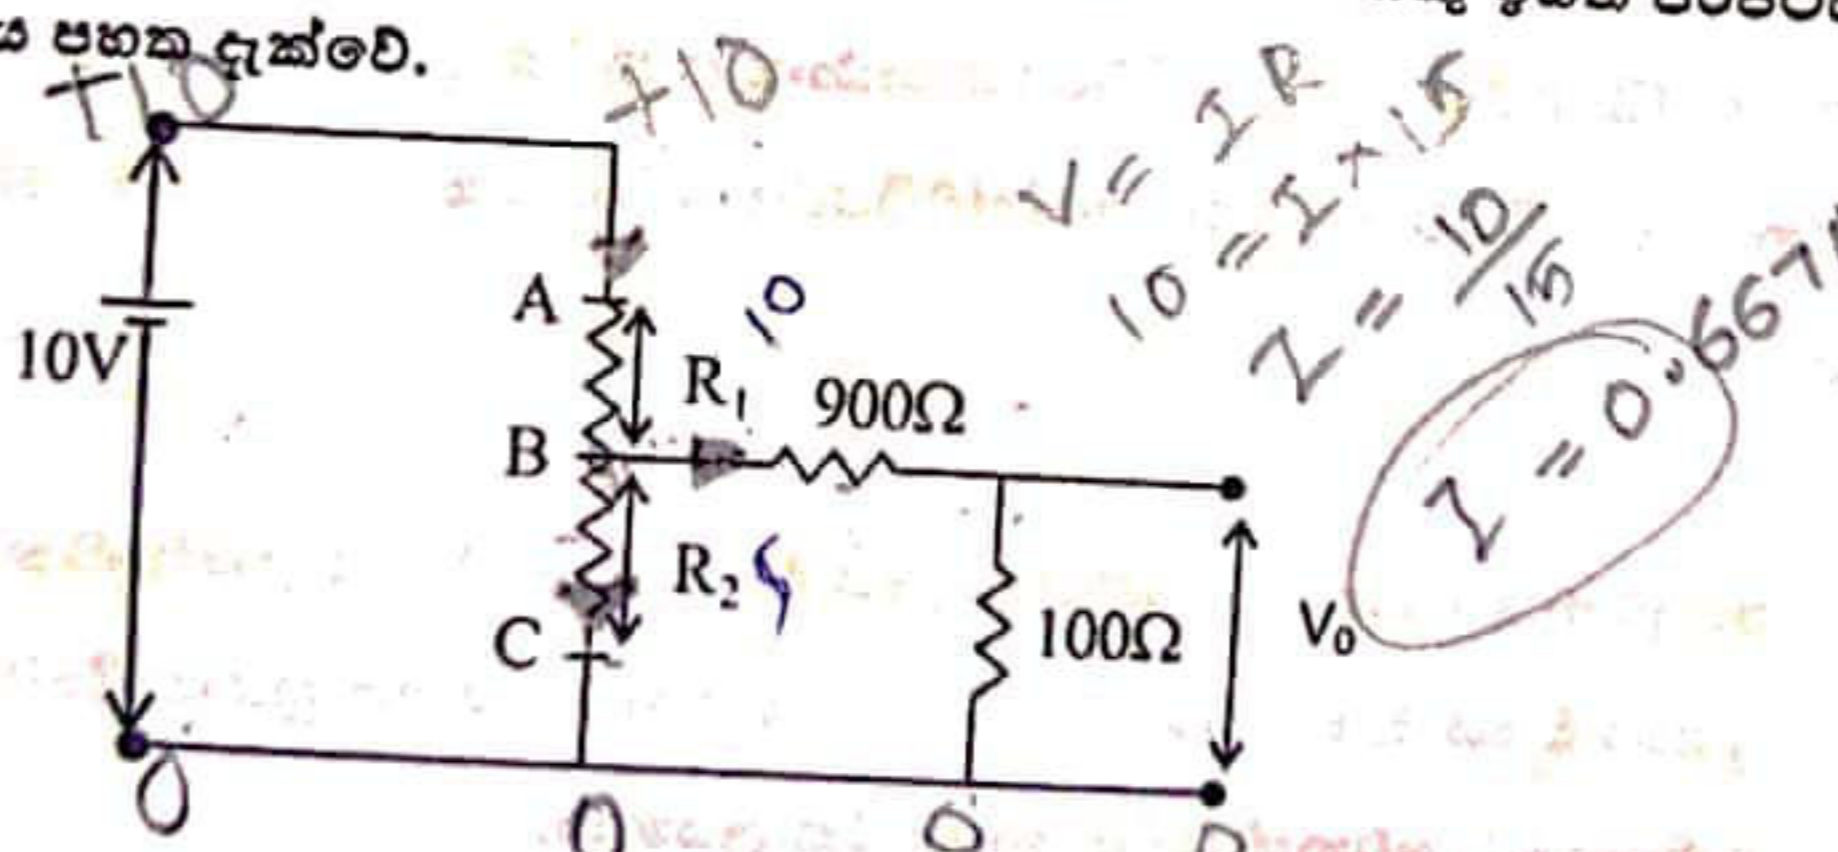 පහත දැක්වේ.
+10
+10
V = IR
10 = I × 15
I = 10/15
I = 0.667
10V
A
R₁
10
900Ω
B
R₂
5
C
100Ω
V₀
0
0
0
0